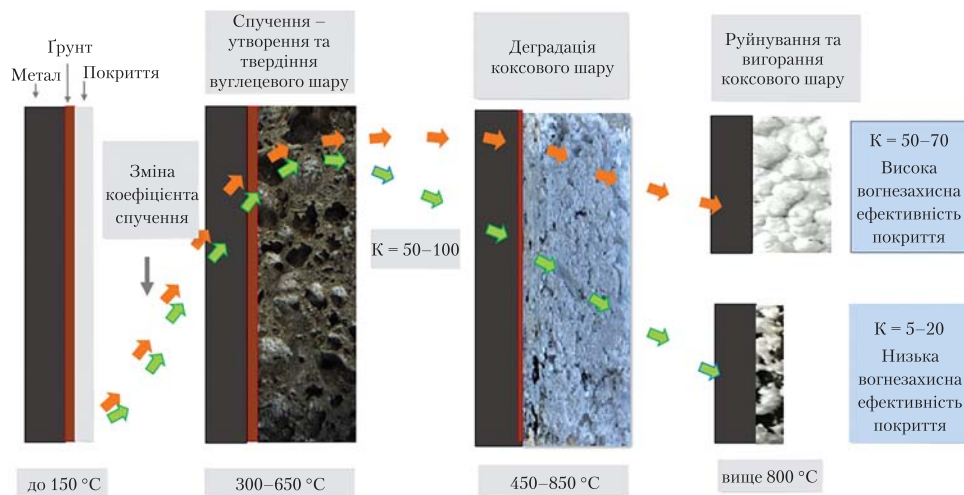 Метал
Ґрунт
Покриття
Спучення –
утворення та
твердіння
вуглецевого шару
Деградація
коксового шару
Руйнування та
вигорання
коксового шару
Зміна
коефіцієнта
спучення
K = 50–100
K = 50–70
Висока
вогнезахисна
ефективність
покриття
K = 5–20
Низька
вогнезахисна
ефективність
покриття
до 150 °C
300–650 °C
450–850 °C
вище 800 °C